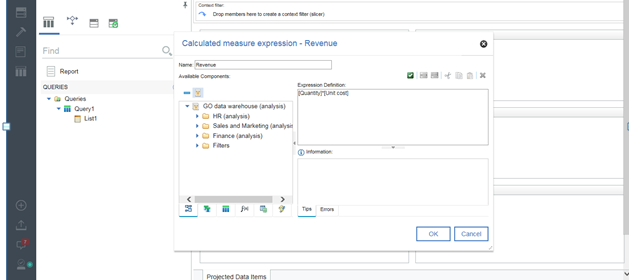 Context filter
Drop members here to create a context filter (slicer)
Find
Report
QUERIES
Queries
Query1
List1
Calculated measure expression - Revenue
Name: Revenue
Available Components:
Expression Definition:
[Quantity]*[Unit cost]
GO data warehouse (analysis)
HR (analysis)
Sales and Marketing (analysis
Finance (analysis)
Filters
Information:
f(x)
Tips
Errors
OK
Cancel
Projected Data Items